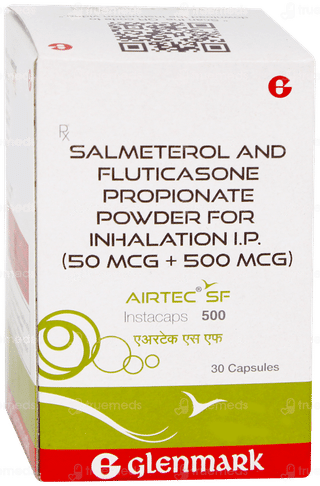 Rx
SALMETEROL AND
FLUTICASONE
PROPIONATE
POWDER FOR
INHALATION I.P.
(50 MCG + 500 MCG)
AIRTEC® SF
Instacaps 500
एअरटेक एस एफ
30 Capsules
G GLENMARK
truemeds